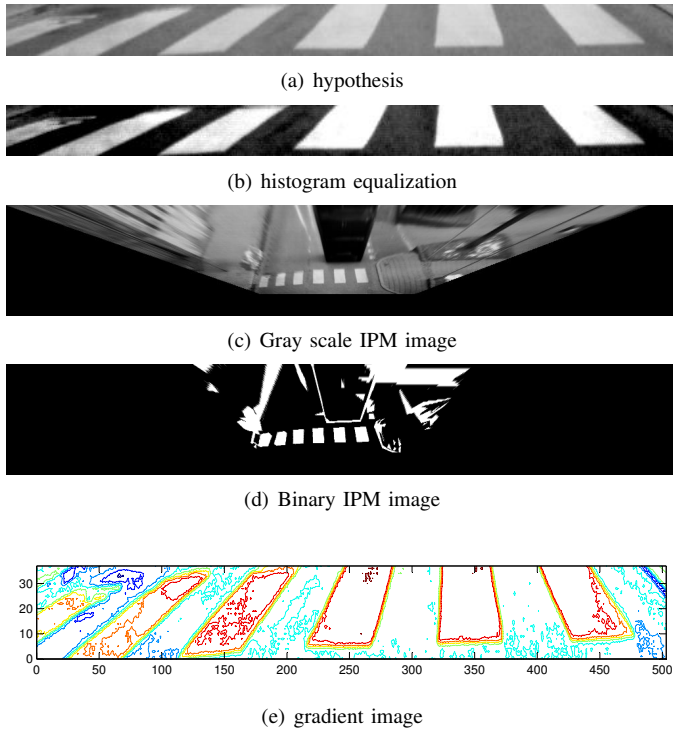 (a) hypothesis
(b) histogram equalization
(c) Gray scale IPM image
(d) Binary IPM image
30
20
10
0
0 50 100 150 200 250 300 350 400 450 500
(e) gradient image